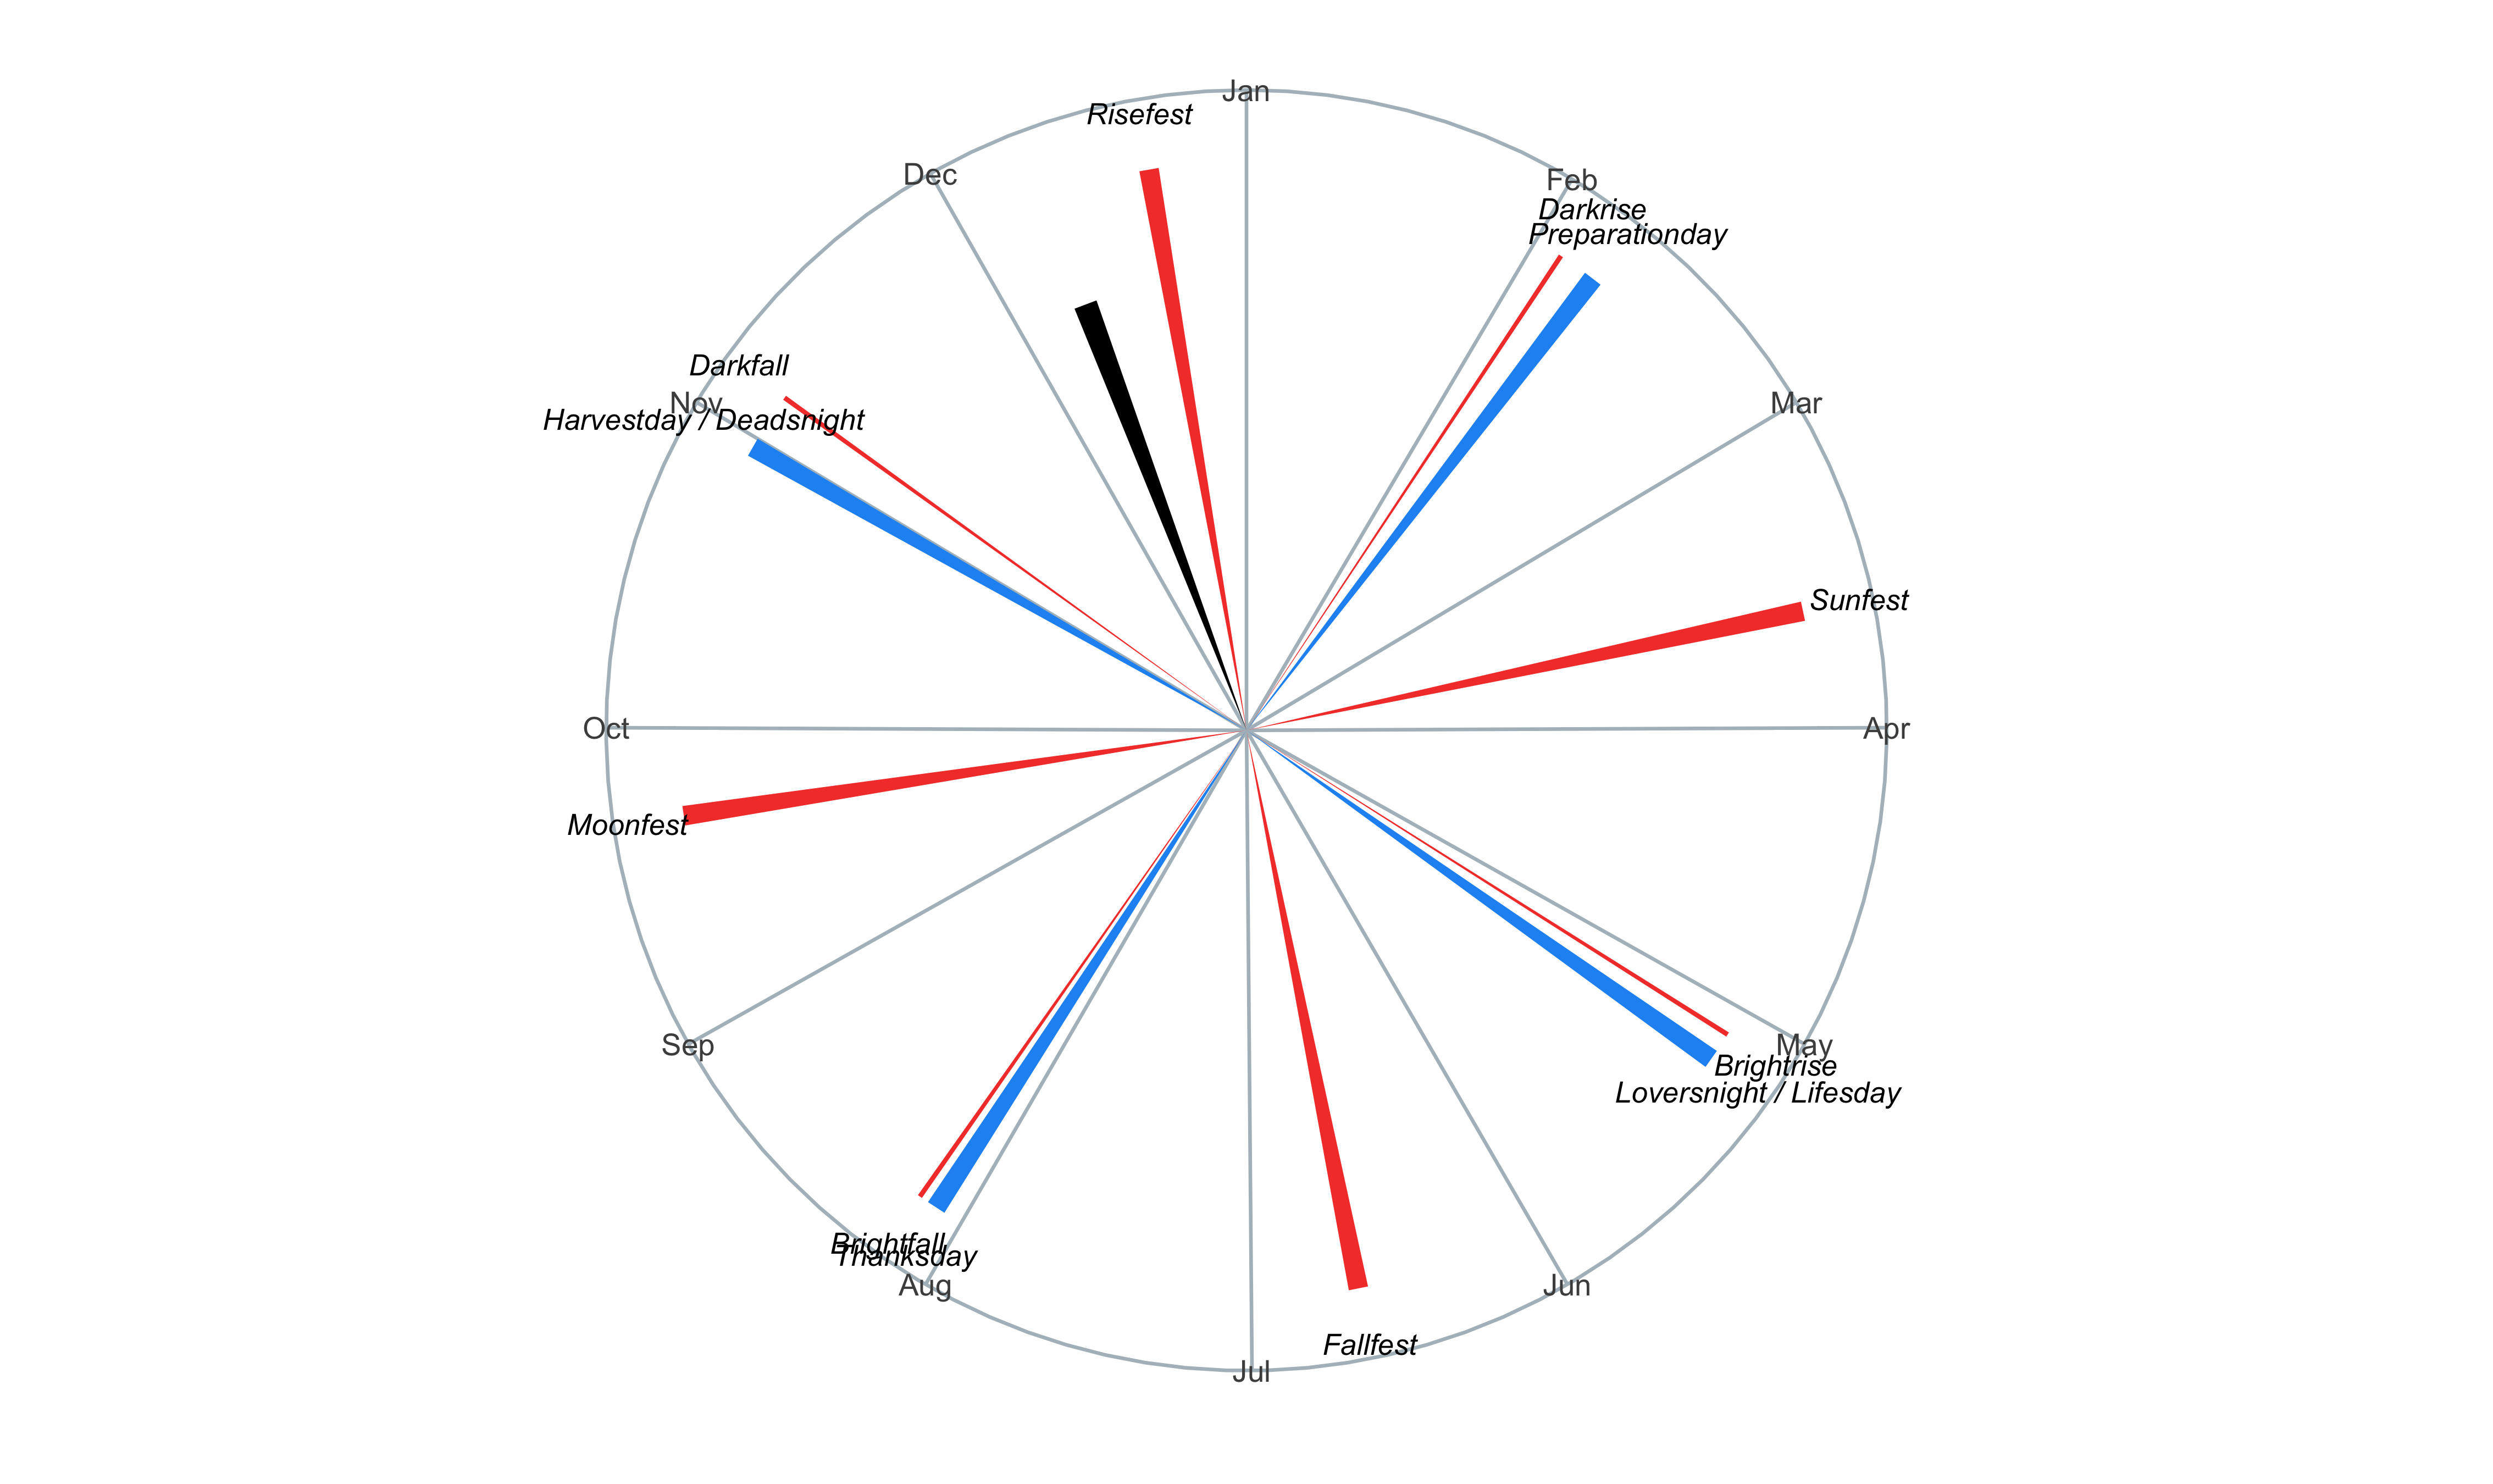 Jan
Risefest
Dec
Feb
Darkrise
Preparationday
Darkfall
Nov
Mar
Harvestday / Deadsnight
Sunfest
Oct
Apr
Moonfest
Sep
May
Brightrise
Loversnight / Lifesday
Brightfall
Thanksday
Aug
Jun
Fallfest
Jul